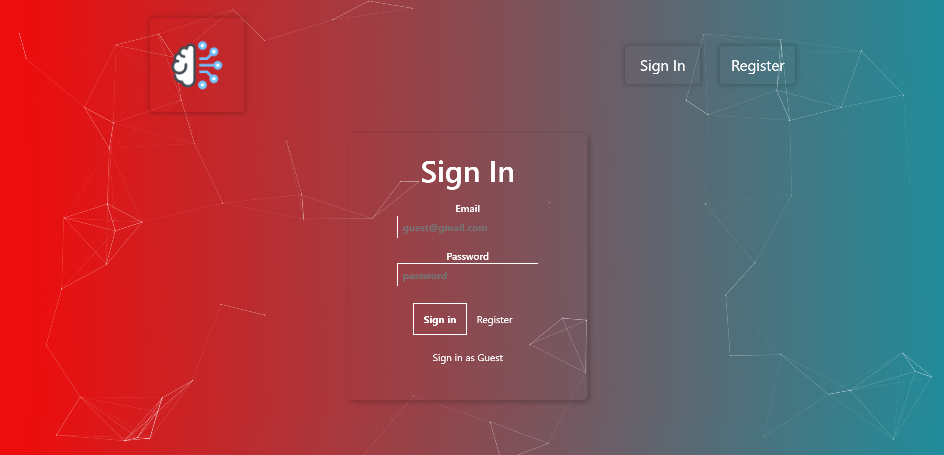 Sign In
Register
Sign In
Email
guest@gmail.com
Password
password
Sign in
Register
Sign in as Guest